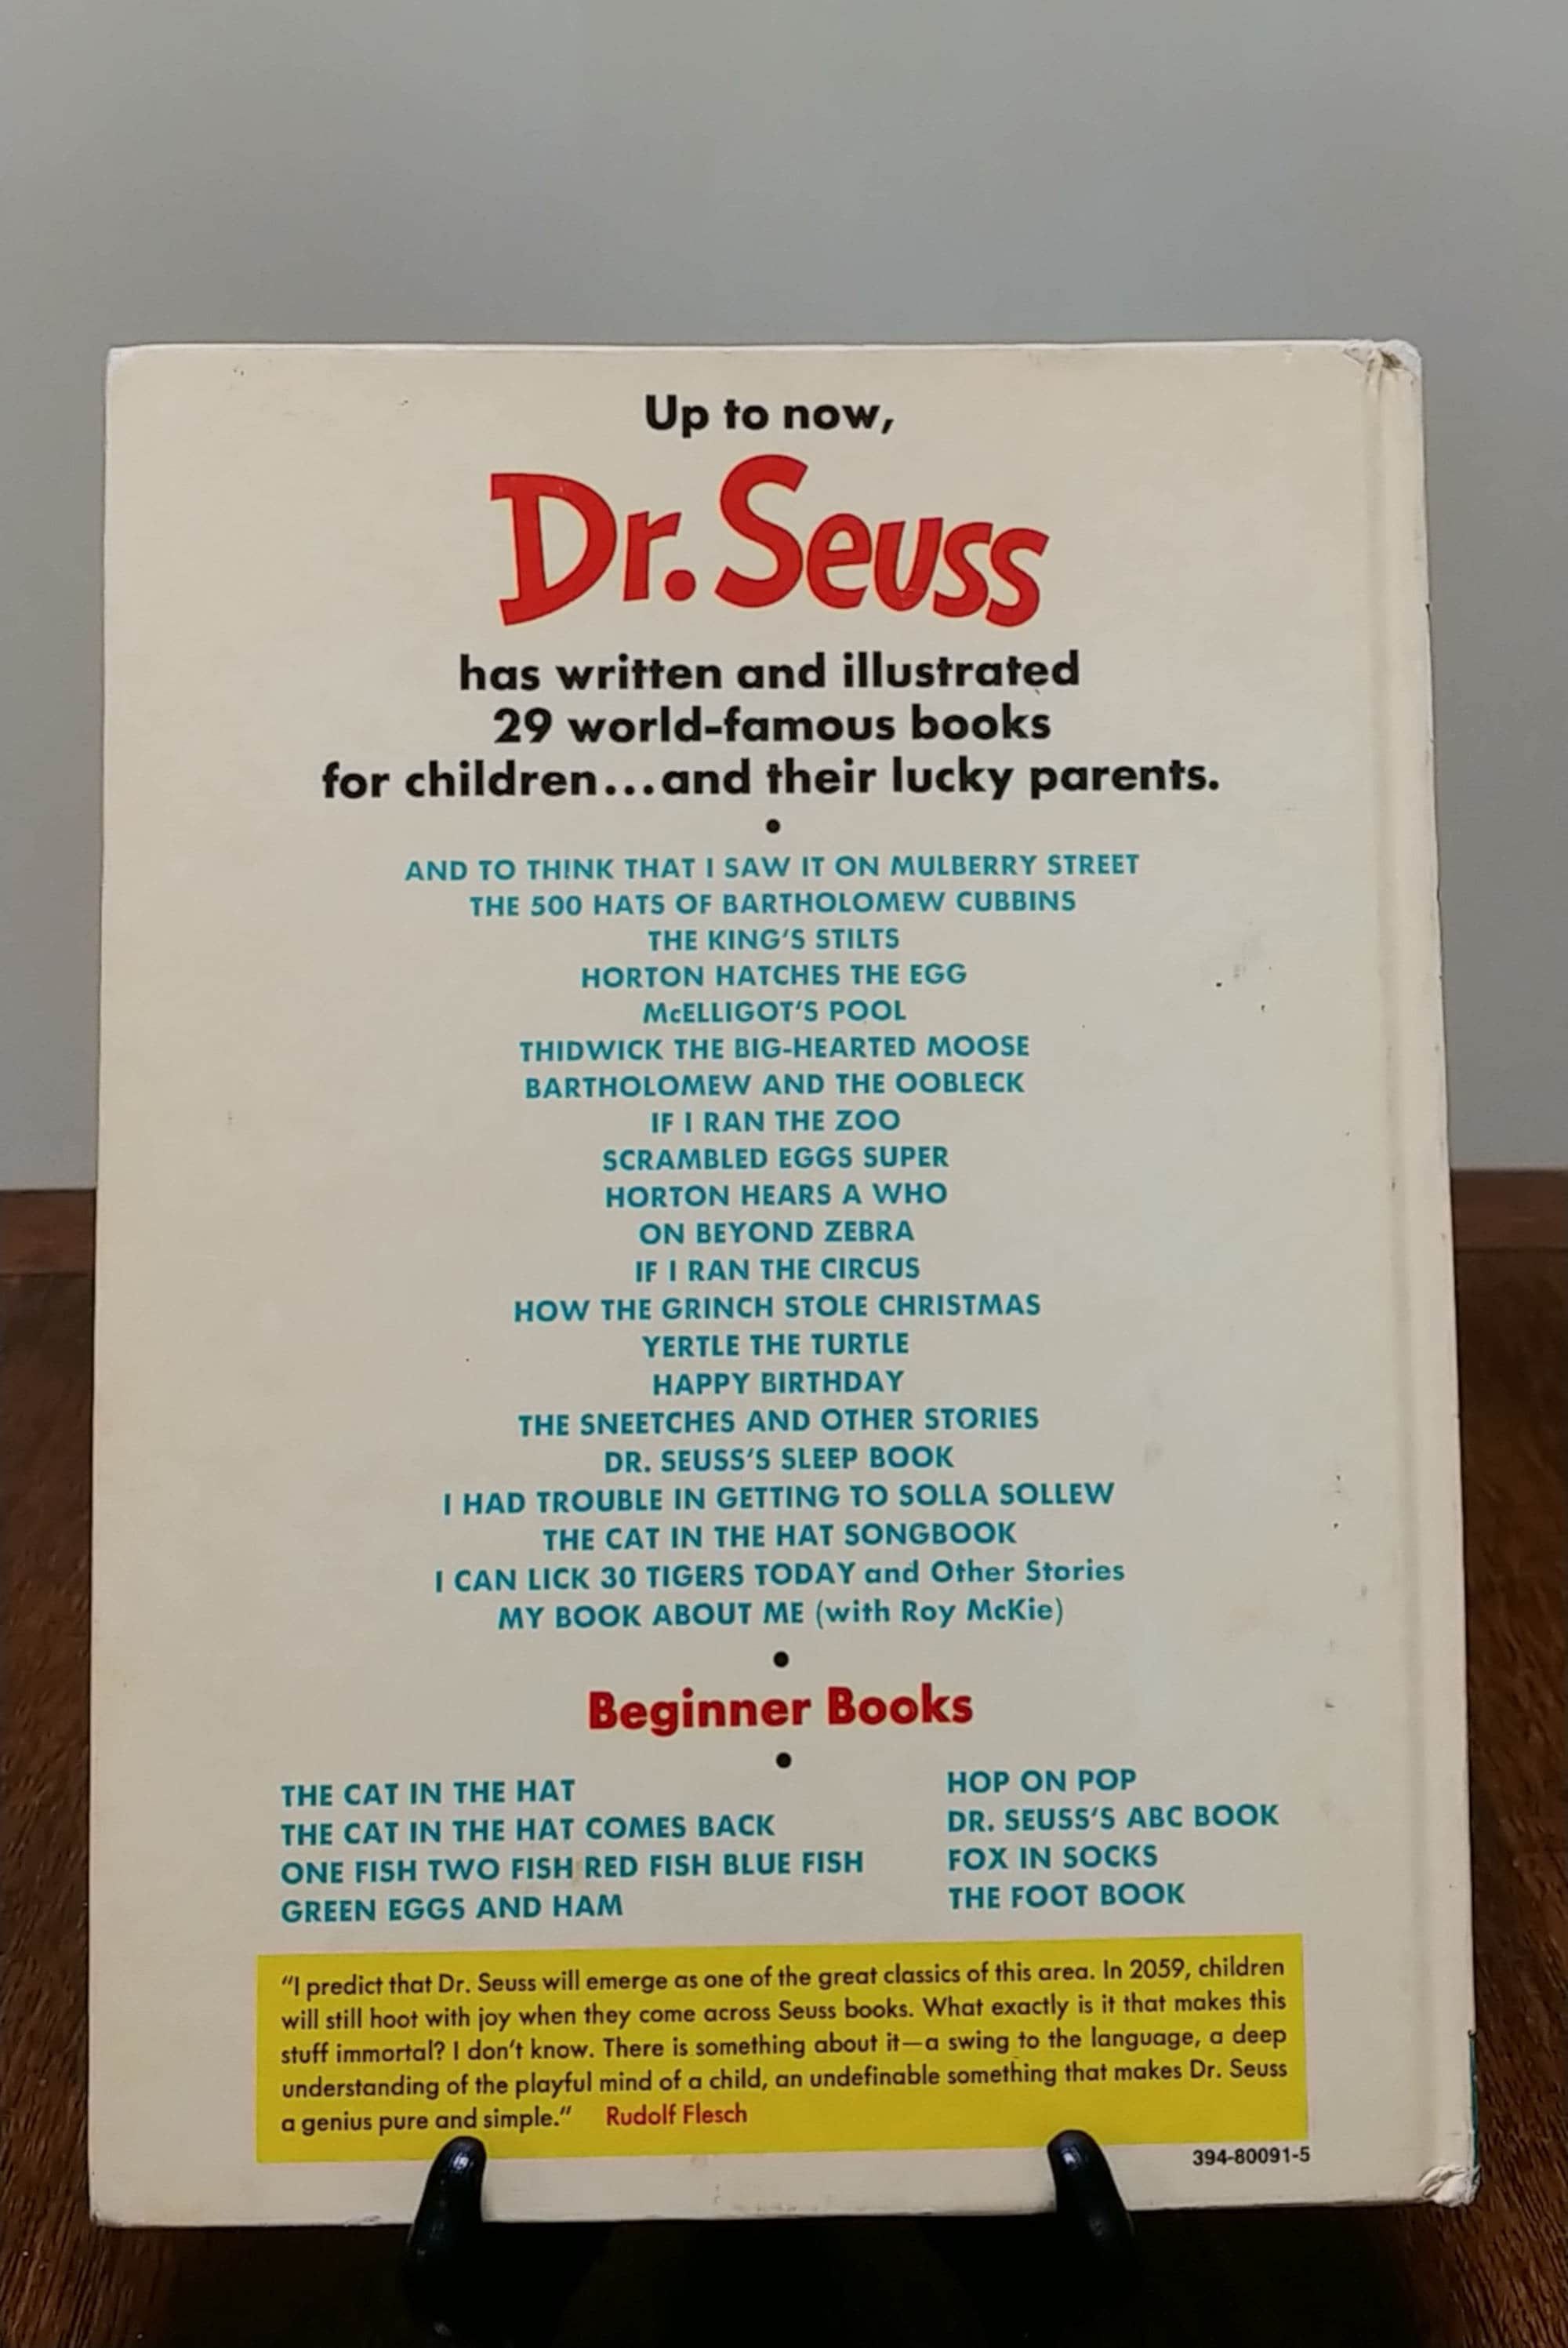 Up to now,
Dr. Seuss
has written and illustrated
29 world-famous books
for children...and their lucky parents.
•
AND TO THINK THAT I SAW IT ON MULBERRY STREET
THE 500 HATS OF BARTHOLOMEW CUBBINS
THE KING'S STILTS
HORTON HATCHES THE EGG
McELLIGOT'S POOL
THIDWICK THE BIG-HEARTED MOOSE
BARTHOLOMEW AND THE OOBLECK
IF I RAN THE ZOO
SCRAMBLED EGGS SUPER
HORTON HEARS A WHO
ON BEYOND ZEBRA
IF I RAN THE CIRCUS
HOW THE GRINCH STOLE CHRISTMAS
YERTLE THE TURTLE
HAPPY BIRTHDAY
THE SNEETCHES AND OTHER STORIES
DR. SEUSS'S SLEEP BOOK
I HAD TROUBLE IN GETTING TO SOLLA SOLLEW
THE CAT IN THE HAT SONGBOOK
I CAN LICK 30 TIGERS TODAY and Other Stories
MY BOOK ABOUT ME (with Roy McKie)
•
Beginner Books
•
THE CAT IN THE HAT
THE CAT IN THE HAT COMES BACK
ONE FISH TWO FISH RED FISH BLUE FISH
GREEN EGGS AND HAM
HOP ON POP
DR. SEUSS'S ABC BOOK
FOX IN SOCKS
THE FOOT BOOK
"I predict that Dr. Seuss will emerge as one of the great classics of this area. In 2059, children
will still hoot with joy when they come across Seuss books. What exactly is it that makes this
stuff immortal? I don't know. There is something about it—a swing to the language, a deep
understanding of the playful mind of a child, an undefinable something that makes Dr. Seuss
a genius pure and simple." Rudolf Flesch
394-80091-5